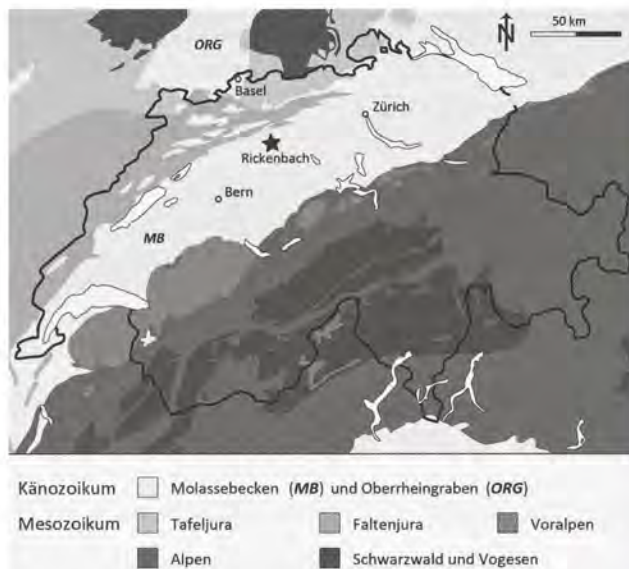 50 km
N
ORG
Basel
Zürich
Rickenbach
Bern
MB
Känozoikum Molassebecken (MB) und Oberrheingraben (ORG)
Mesozoikum Tafeljura Faltenjura Voralpen
Alpen Schwarzwald und Vogesen